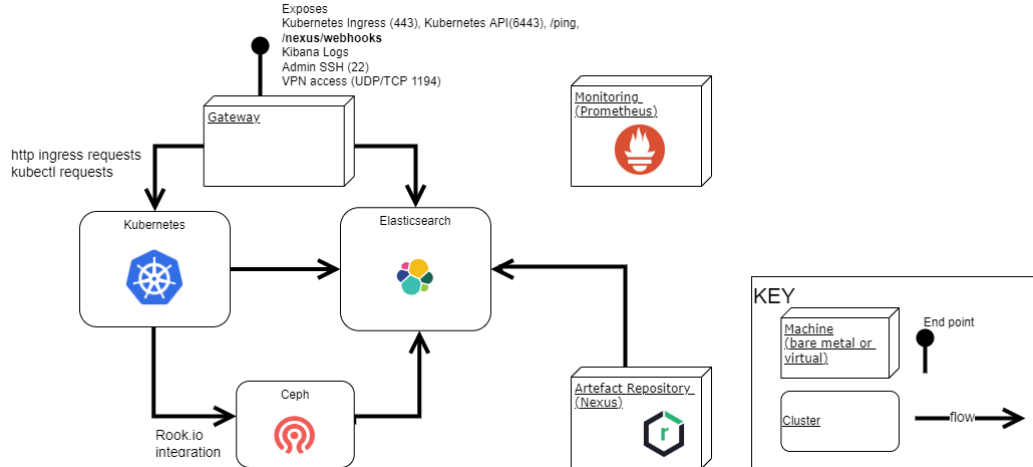 Exposes
Kubernetes Ingress (443), Kubernetes API(6443), /ping,
/nexus/webhooks
Kibana Logs
Admin SSH (22)
VPN access (UDP/TCP 1194)
Gateway
Monitoring
(Prometheus)
http ingress requests
kubectl requests
Kubernetes
Elasticsearch
KEY
Machine
(bare metal or
virtual)
End point
Artefact Repository
(Nexus)
r
Ceph
Cluster
flow
Rook.io
integration